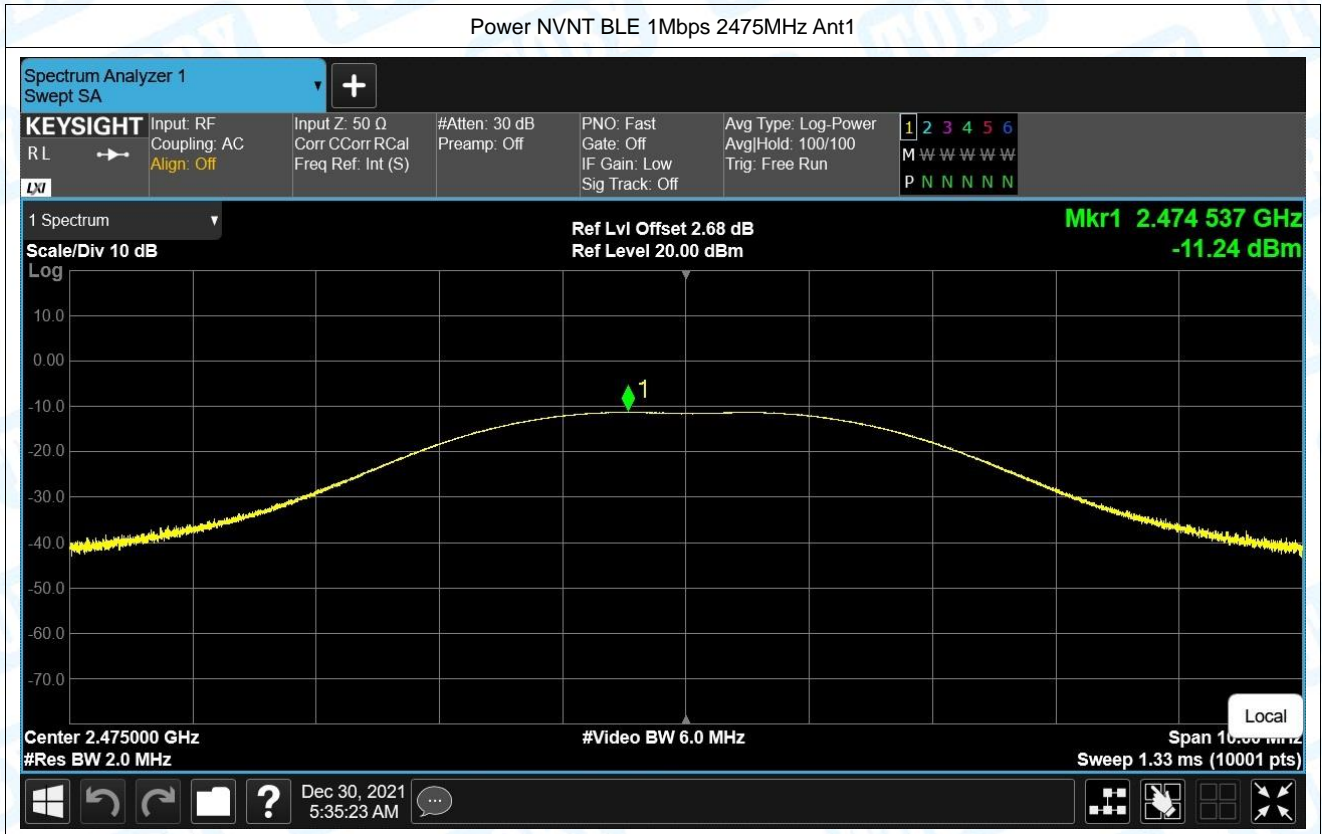 Power NVNT BLE 1Mbps 2475MHz Ant1
Spectrum Analyzer 1
Swept SA
KEYSIGHT
RL
LXI
Input: RF
Coupling: AC
Align: Off
Input Z: 50 Ω
Corr CCorr RCal
Freq Ref: Int (S)
#Atten: 30 dB
Preamp: Off
PNO: Fast
Gate: Off
IF Gain: Low
Sig Track: Off
Avg Type: Log-Power
Avg|Hold: 100/100
Trig: Free Run
1 2 3 4 5 6
M W W W W W
P N N N N N
1 Spectrum
Scale/Div 10 dB
Log
Ref Lvl Offset 2.68 dB
Ref Level 20.00 dBm
Mkr1 2.474 537 GHz
-11.24 dBm
10.0
0.00
-10.0
-20.0
-30.0
-40.0
-50.0
-60.0
-70.0
1
Local
Center 2.475000 GHz
#Res BW 2.0 MHz
#Video BW 6.0 MHz
Span 10.00 MHz
Sweep 1.33 ms (10001 pts)
?
Dec 30, 2021
5:35:23 AM
TOBY